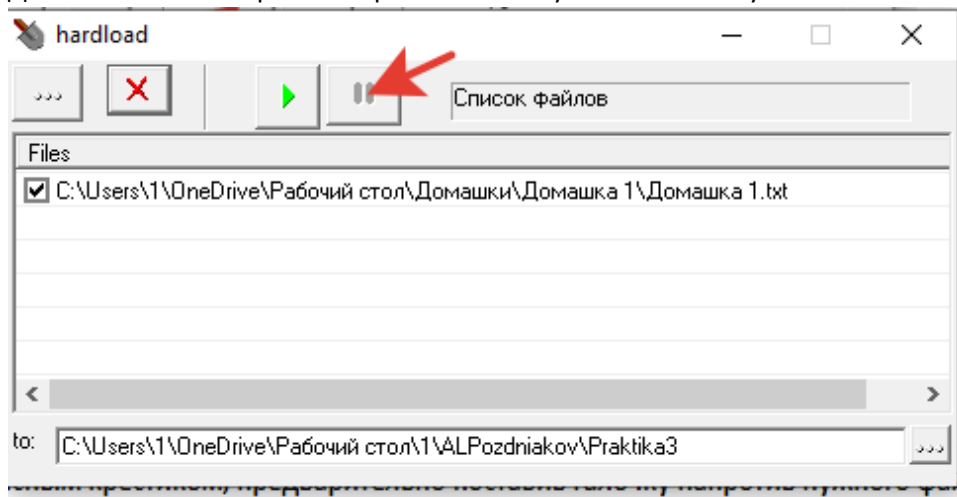 hardload
Список файлов
Files
C:\Users\1\OneDrive\Рабочий стол\Домашки\Домашка 1\Домашка 1.txt
to: C:\Users\1\OneDrive\Рабочий стол\1\ALPozdniakov\Praktika3 ...